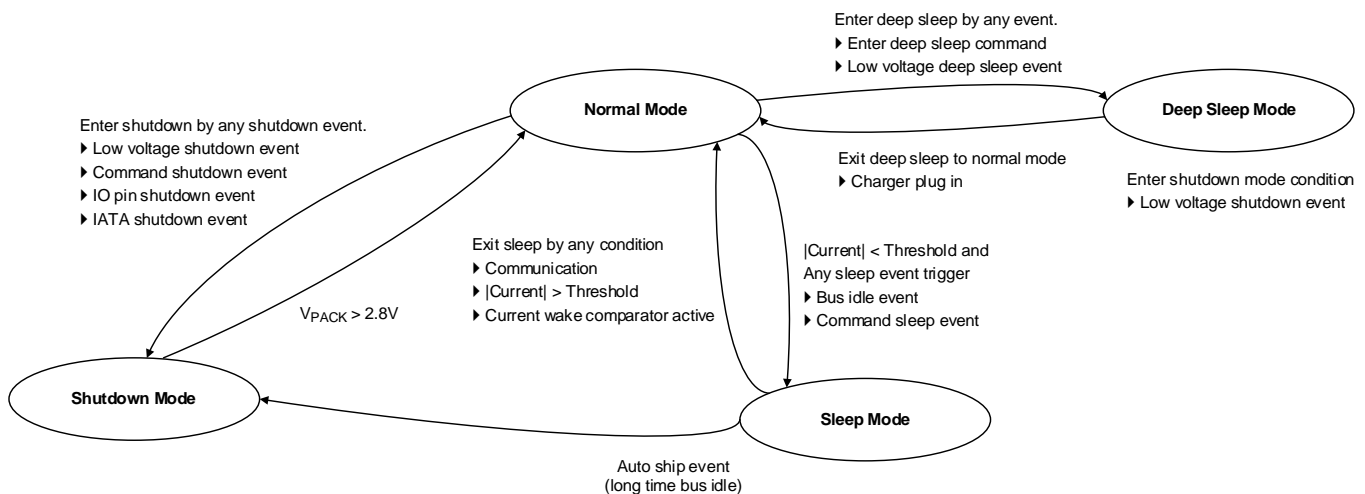 Enter deep sleep by any event.
▶ Enter deep sleep command
▶ Low voltage deep sleep event
Normal Mode
Deep Sleep Mode
Enter shutdown by any shutdown event.
▶ Low voltage shutdown event
▶ Command shutdown event
▶ IO pin shutdown event
▶ IATA shutdown event
Exit deep sleep to normal mode
▶ Charger plug in
Enter shutdown mode condition
▶ Low voltage shutdown event
Exit sleep by any condition
▶ Communication
▶ |Current| > Threshold
▶ Current wake comparator active
|Current| < Threshold and
Any sleep event trigger
▶ Bus idle event
▶ Command sleep event
VPACK > 2.8V
Shutdown Mode
Sleep Mode
Auto ship event
(long time bus idle)